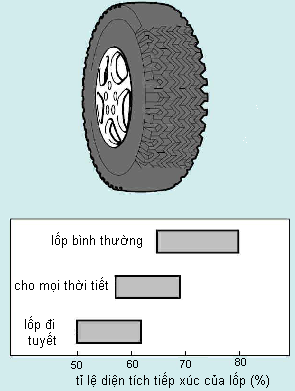 lốp bình thường
cho mọi thời tiết
lốp đi
tuyết
50 60 70 80
tỉ lệ diện tích tiếp xúc của lốp (%)